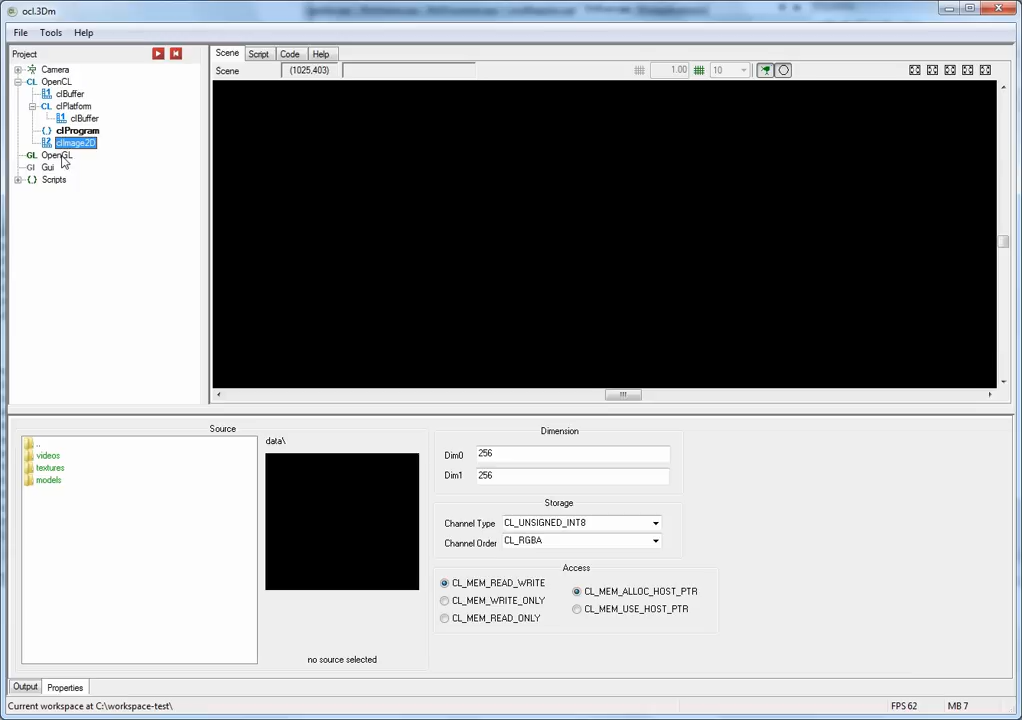 ocl.3Dm
File Tools Help
Project
Scene Script Code Help
Scene (1025,403) 1.00 10
Camera
CL OpenCL
clBuffer
CL clPlatform
clBuffer
{} clProgram
clImage2D
GL OpenGL
GI Gui
{} Scripts
Source
data\
..
videos
textures
models
no source selected
Dimension
Dim0 256
Dim1 256
Storage
Channel Type CL_UNSIGNED_INT8
Channel Order CL_RGBA
Access
CL_MEM_READ_WRITE
CL_MEM_WRITE_ONLY
CL_MEM_READ_ONLY
CL_MEM_ALLOC_HOST_PTR
CL_MEM_USE_HOST_PTR
Output Properties
Current workspace at C:\workspace-test\ FPS 62 MB 7